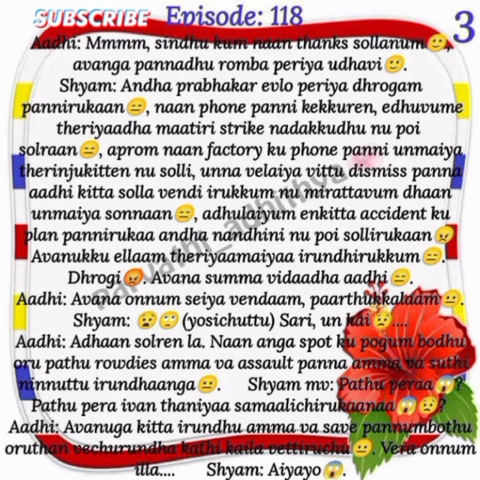 SUBSCRIBE Episode: 118 3
Aadhi: Mmmm, sindhu kum naan thanks sollanum🙂,
avanga pannadhu romba periya udhavi🙂.
Shyam: Andha prabhakar evlo periya dhrogam
pannirukaan😑, naan phone panni kekkuren, edhuvume
theriyaadha maatiri strike nadakkudhu nu poi
solraan😑, aprom naan factory ku phone panni unmaiya
therinjukitten nu solli, unna velaiya vittu dismiss panna
aadhi kitta solla vendi irukkum nu mirattavum dhaan
unmaiya sonnaan😑, adhulaiyum enkitta accident ku
plan pannirukaa andha nandhini nu poi sollirukaan😠
Avanukku ellaam theriyaamaiyaa irundhirukkum😑.
Dhrogi😡. Avana summa vidaadha aadhi😑.
Aadhi: Avana onnum seiya vendaam, paarthukkalaam😐.
Shyam: 😧🙄(yosichuttu) Sari, un kai😧....
Aadhi: Adhaan solren la. Naan anga spot ku pogum bodhu
oru pathu rowdies amma va assault panna amma va suthi
ninnuttu irundhaanga😐. Shyam mv: Pathu peraa😱?
Pathu pera ivan thaniyaa samaalichirukaanaa😱😧?
Aadhi: Avanuga kitta irundhu amma va save pannumbothu
oruthan vechurundha kathi kaila vettiruchu😐. Vera onnum
illa.... Shyam: Aiyayo😱.
parvathi_adhinhya